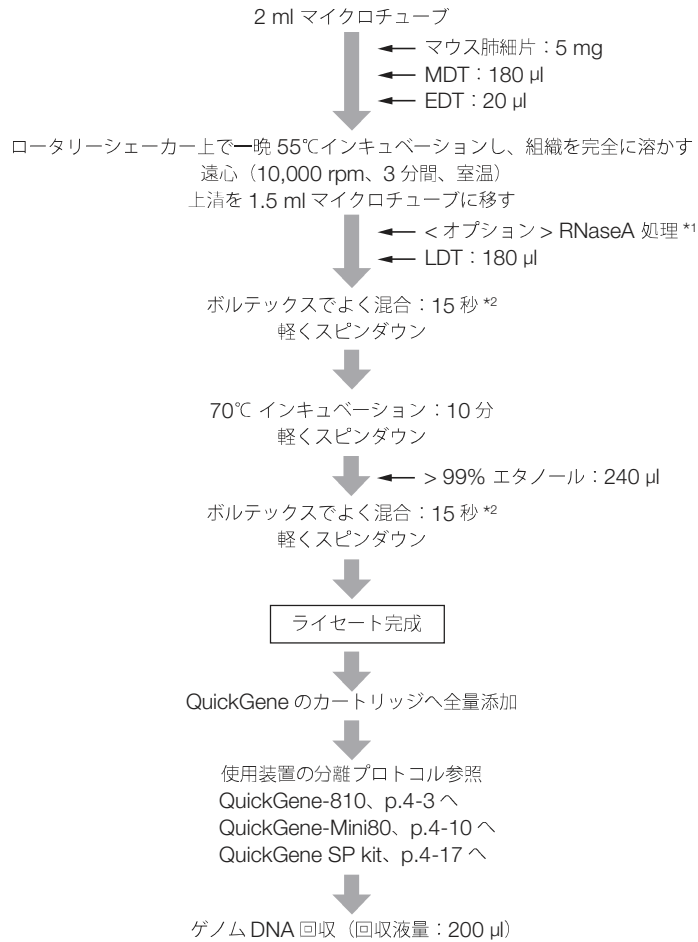 2 ml マイクロチューブ
マウス肺細片：5 mg
MDT：180 µl
EDT：20 µl
ロータリーシェーカー上で一晩 55℃インキュベーションし、組織を完全に溶かす
遠心（10,000 rpm、3 分間、室温）
上清を 1.5 ml マイクロチューブに移す
< オプション > RNaseA 処理 *1
LDT：180 µl
ボルテックスでよく混合：15 秒 *2
軽くスピンダウン
70℃ インキュベーション：10 分
軽くスピンダウン
> 99% エタノール：240 µl
ボルテックスでよく混合：15 秒 *2
軽くスピンダウン
ライセート完成
QuickGene のカートリッジへ全量添加
使用装置の分離プロトコル参照
QuickGene-810、p.4-3 へ
QuickGene-Mini80、p.4-10 へ
QuickGene SP kit、p.4-17 へ
ゲノム DNA 回収（回収液量：200 µl）